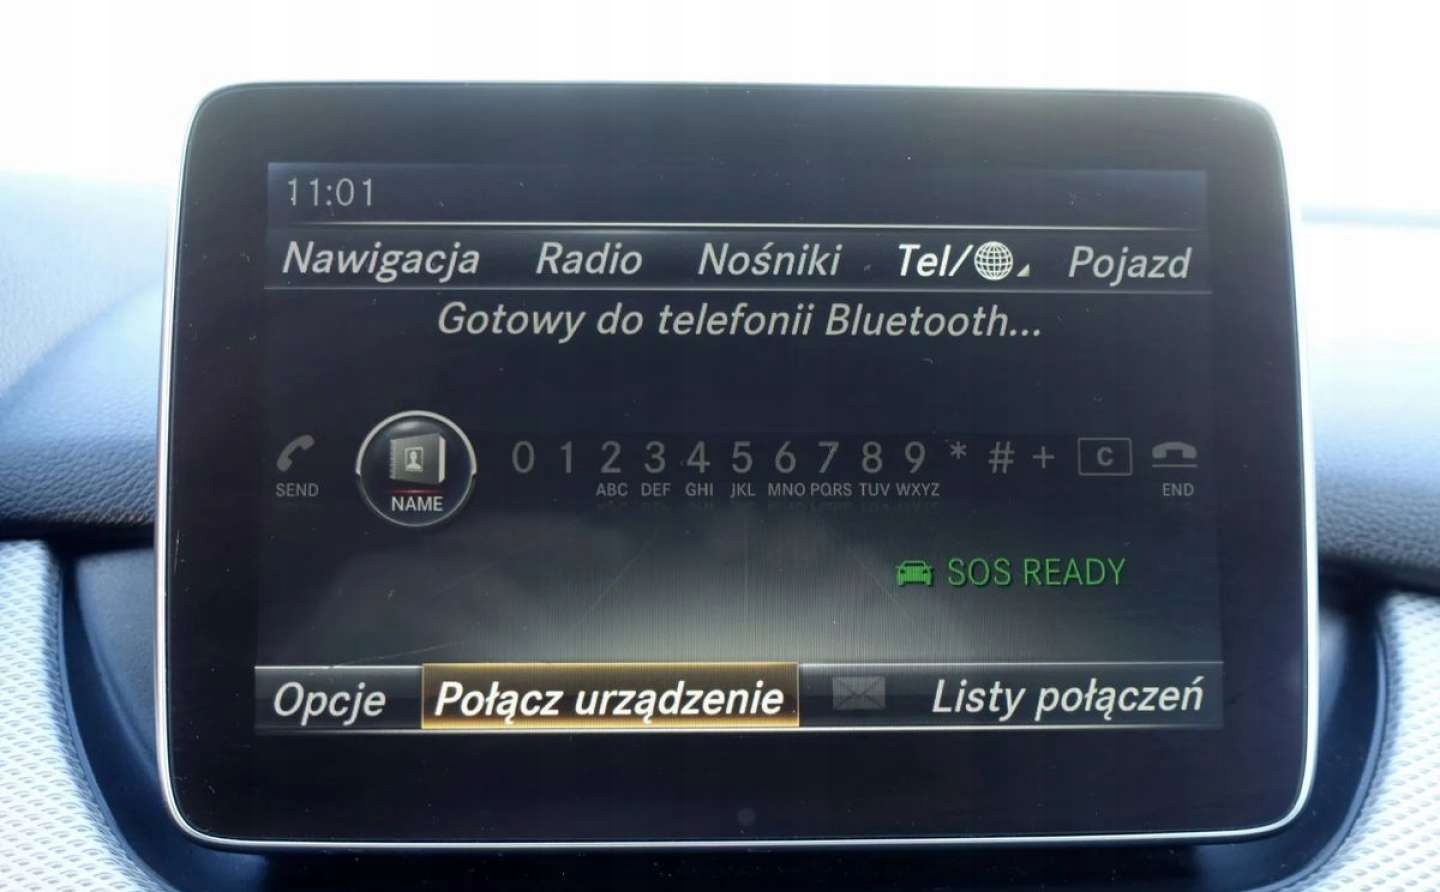 11:01
Nawigacja Radio Nośniki Tel/ Pojazd
Gotowy do telefonii Bluetooth...
0 1 2 3 4 5 6 7 8 9 * # + C
SEND NAME ABC DEF GHI JKL MNO PQRS TUV WXYZ END
SOS READY
Opcje Połącz urządzenie Listy połączeń